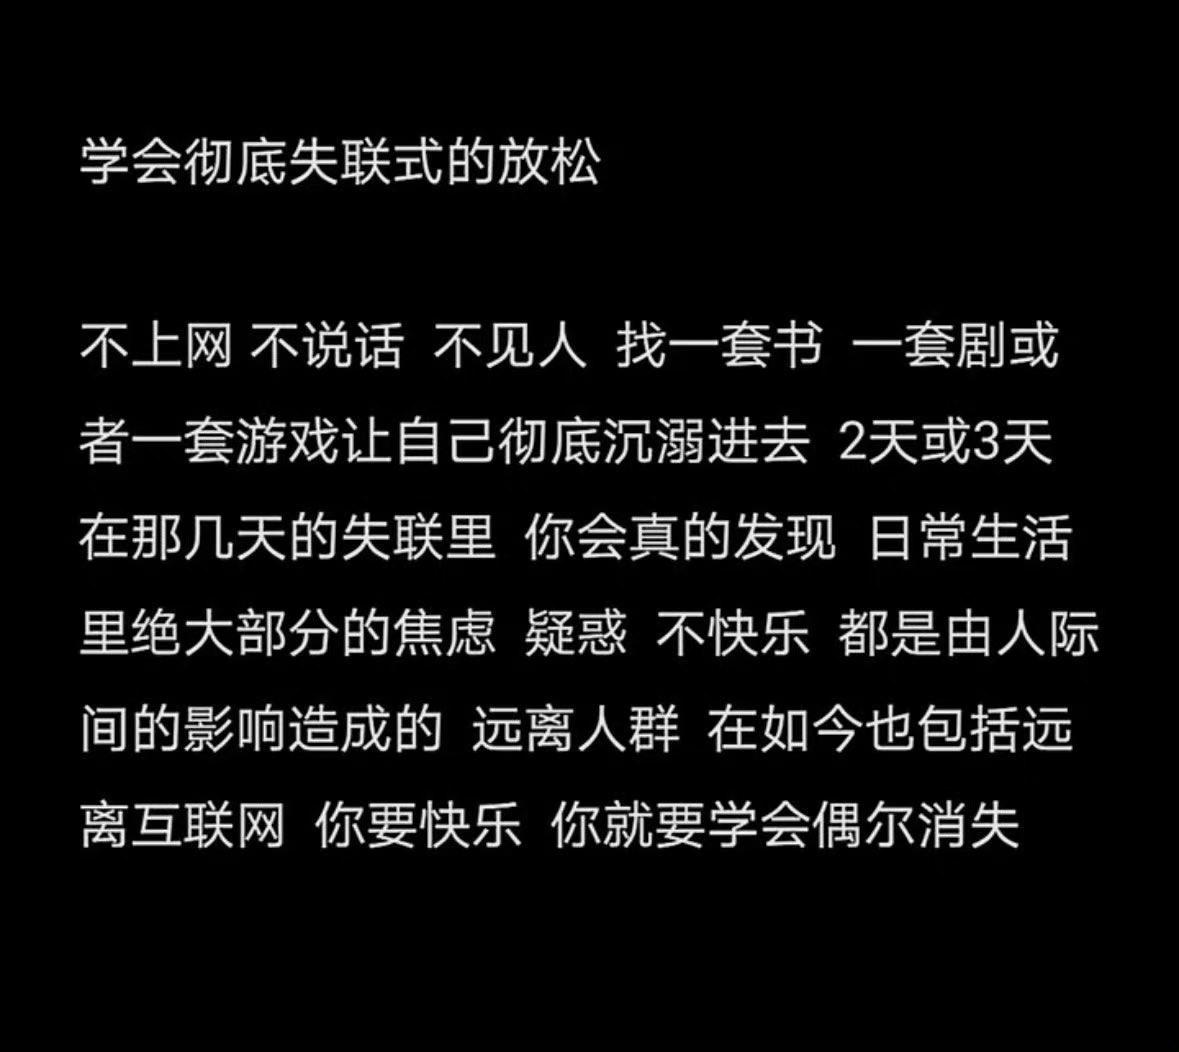 学会彻底失联式的放松
不上网 不说话 不见人 找一套书 一套剧或
者一套游戏让自己彻底沉溺进去 2天或3天
在那几天的失联里 你会真的发现 日常生活
里绝大部分的焦虑 疑惑 不快乐 都是由人际
间的影响造成的 远离人群 在如今也包括远
离互联网 你要快乐 你就要学会偶尔消失